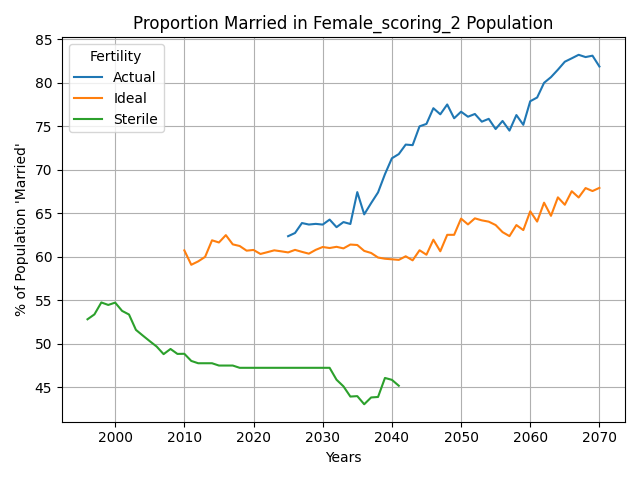 Proportion Married in Female_scoring_2 Population
Fertility
Actual
Ideal
Sterile
% of Population 'Married'
85
80
75
70
65
60
55
50
45
2000
2010
2020
2030
2040
2050
2060
2070
Years